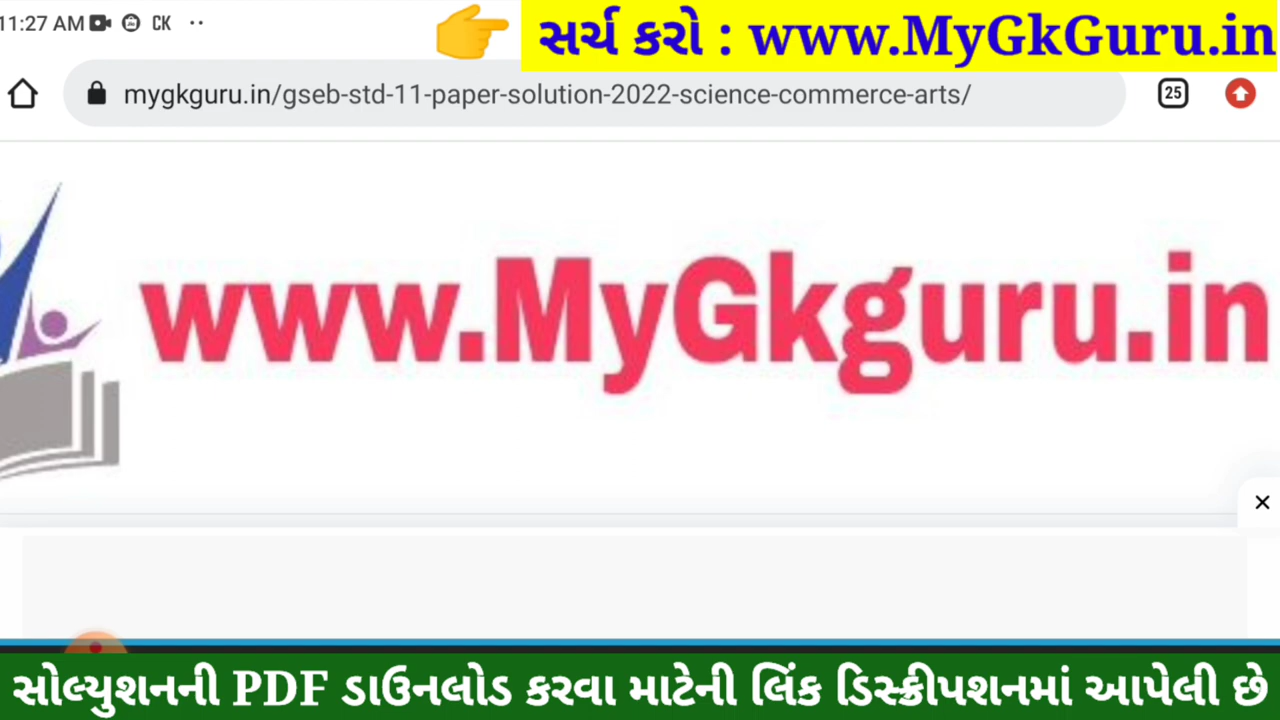 11:27 AM CK
સર્ચ કરો : www.MyGkGuru.in
mygkguru.in/gseb-std-11-paper-solution-2022-science-commerce-arts/
25
www.MyGkguru.in
સોલ્યુશનની PDF ડાઉનલોડ કરવા માટેની લિંક ડિસ્ક્રીપશનમાં આપેલી છે